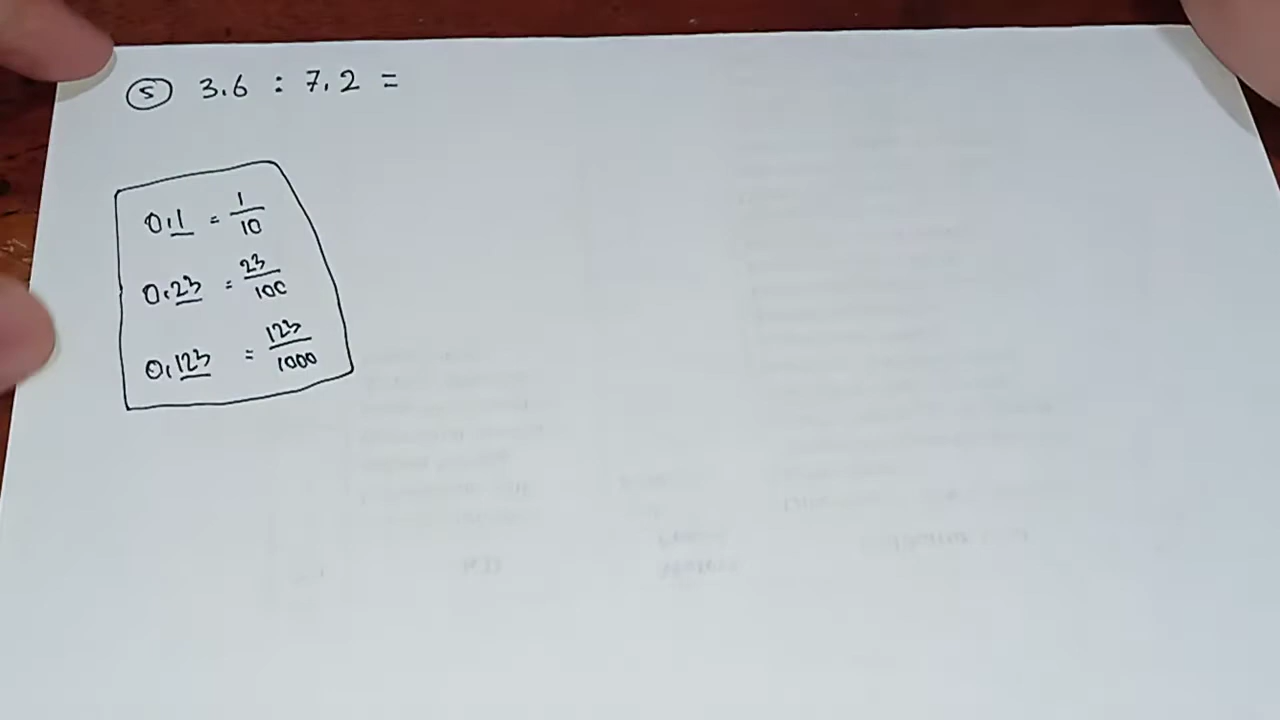 ⑤ 3.6 : 7.2 =
0.1 = 1/10
0.23 = 23/100
0.123 = 123/1000